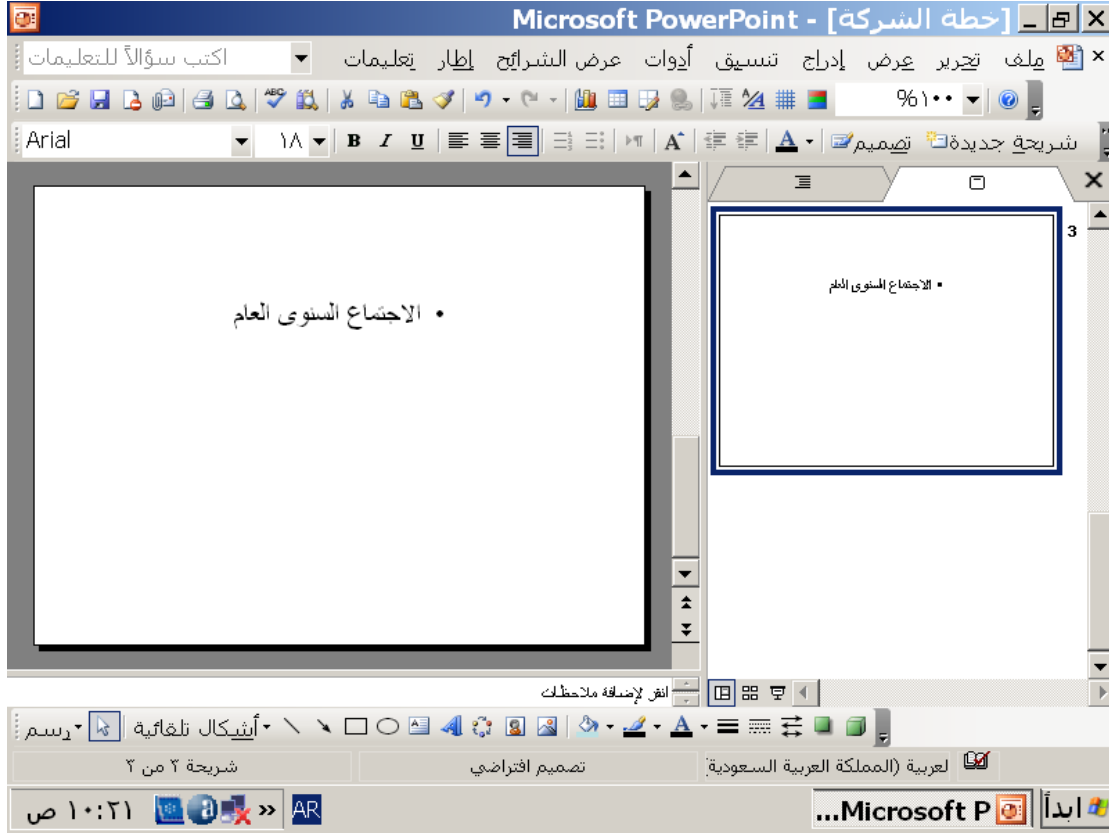 Microsoft PowerPoint - [خطة الشركة]
ملف تحرير عرض إدراج تنسيق أدوات عرض الشرائح إطار تعليمات اكتب سؤالاً للتعليمات
%١٠٠
Arial ١٨ B I U A A شريحة جديدة تصميم
3
• الاجتماع السنوى العام
• الاجتماع السنوى العام
انقر لإضافة ملاحظات
رسم أشكال تلقائية A
شريحة ٣ من ٣ تصميم افتراضي لعربية (المملكة العربية السعودية
ابدأ Microsoft P... AR » ١٠:٢١ ص